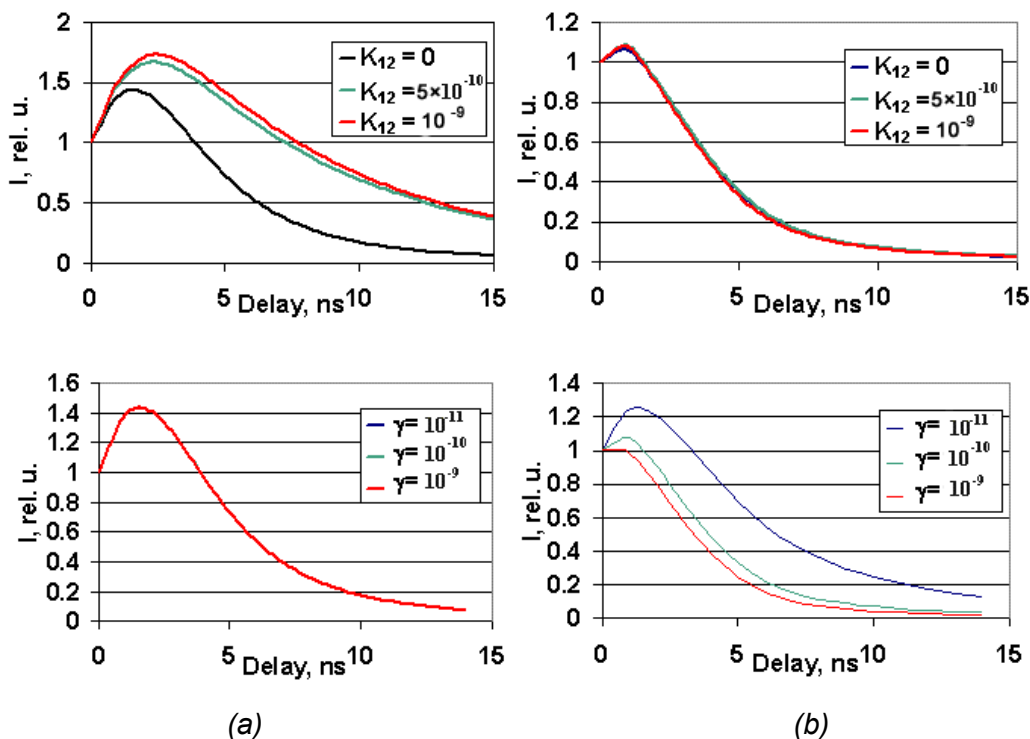 I, rel. u.
2
1.5
1
0.5
0
K12 = 0
K12 = 5×10^-10
K12 = 10^-9
0 5 10 15
Delay, ns
I, rel. u.
1.2
1
0.8
0.6
0.4
0.2
0
K12 = 0
K12 = 5×10^-10
K12 = 10^-9
0 5 10 15
Delay, ns
I, rel. u.
1.6
1.4
1.2
1
0.8
0.6
0.4
0.2
0
γ= 10^-11
γ= 10^-10
γ= 10^-9
0 5 10 15
Delay, ns
(a)
I, rel. u.
1.4
1.2
1
0.8
0.6
0.4
0.2
0
γ= 10^-11
γ= 10^-10
γ= 10^-9
0 5 10 15
Delay, ns
(b)